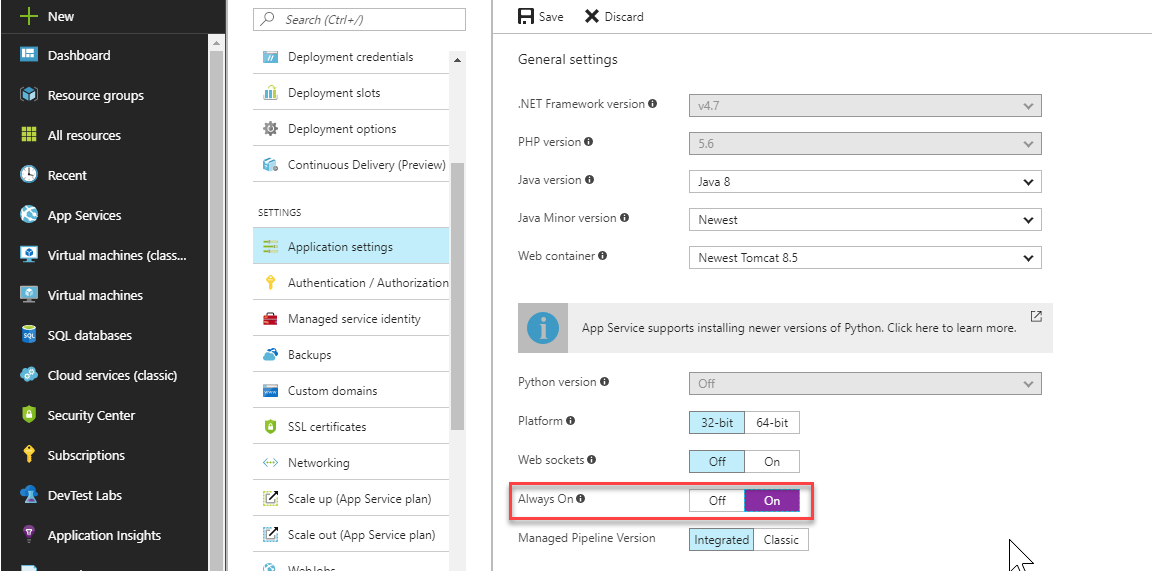 New
Dashboard
Resource groups
All resources
Recent
App Services
Virtual machines (class...
Virtual machines
SQL databases
Cloud services (classic)
Security Center
Subscriptions
DevTest Labs
Application Insights
Search (Ctrl+/)
Deployment credentials
Deployment slots
Deployment options
Continuous Delivery (Preview)
SETTINGS
Application settings
Authentication / Authorization
Managed service identity
Backups
Custom domains
SSL certificates
Networking
Scale up (App Service plan)
Scale out (App Service plan)
WebJobs
Save Discard
General settings
.NET Framework version v4.7
PHP version 5.6
Java version Java 8
Java Minor version Newest
Web container Newest Tomcat 8.5
App Service supports installing newer versions of Python. Click here to learn more.
Python version Off
Platform 32-bit 64-bit
Web sockets Off On
Always On Off On
Managed Pipeline Version Integrated Classic